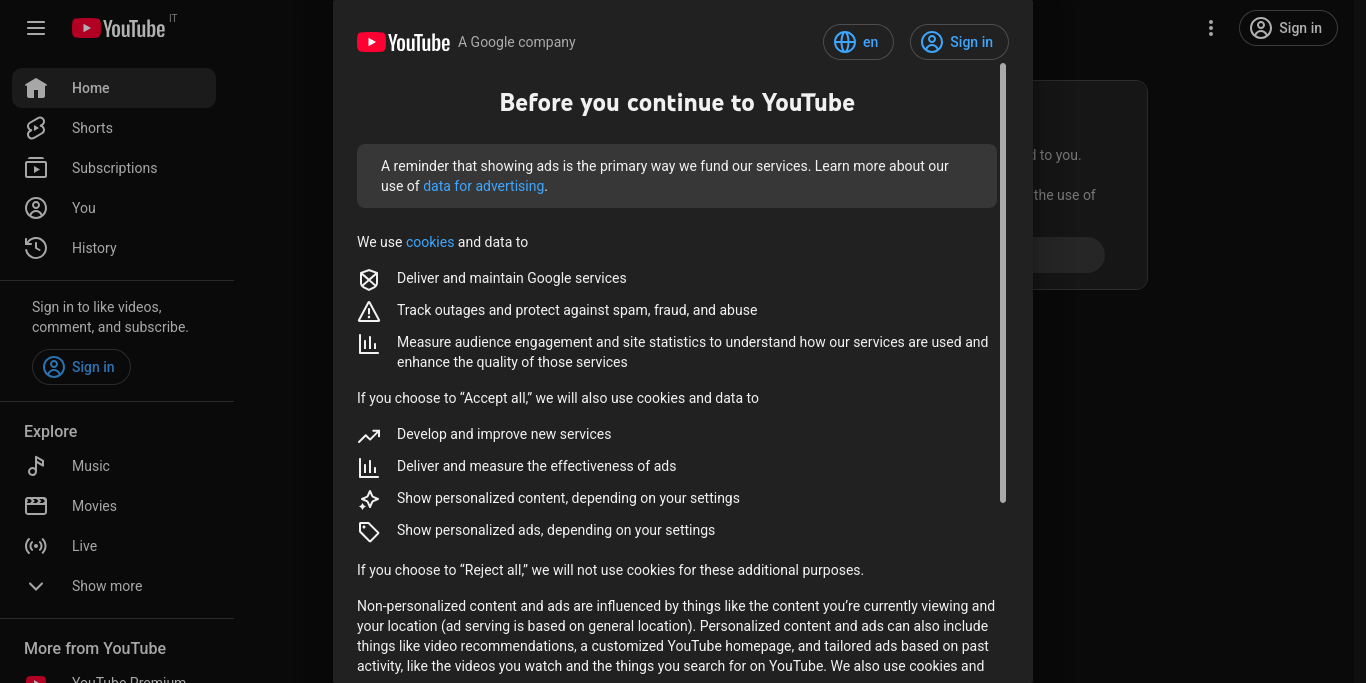 YouTube IT
Home
Shorts
Subscriptions
You
History
Sign in to like videos,
comment, and subscribe.
Sign in
Explore
Music
Movies
Live
Show more
More from YouTube
YouTube Premium
YouTube A Google company
en
Sign in
Before you continue to YouTube
A reminder that showing ads is the primary way we fund our services. Learn more about our
use of data for advertising.
We use cookies and data to
Deliver and maintain Google services
Track outages and protect against spam, fraud, and abuse
Measure audience engagement and site statistics to understand how our services are used and
enhance the quality of those services
If you choose to “Accept all,” we will also use cookies and data to
Develop and improve new services
Deliver and measure the effectiveness of ads
Show personalized content, depending on your settings
Show personalized ads, depending on your settings
If you choose to “Reject all,” we will not use cookies for these additional purposes.
Non-personalized content and ads are influenced by things like the content you’re currently viewing and
your location (ad serving is based on general location). Personalized content and ads can also include
things like video recommendations, a customized YouTube homepage, and tailored ads based on past
activity, like the videos you watch and the things you search for on YouTube. We also use cookies and
Sign in
to you.
the use of